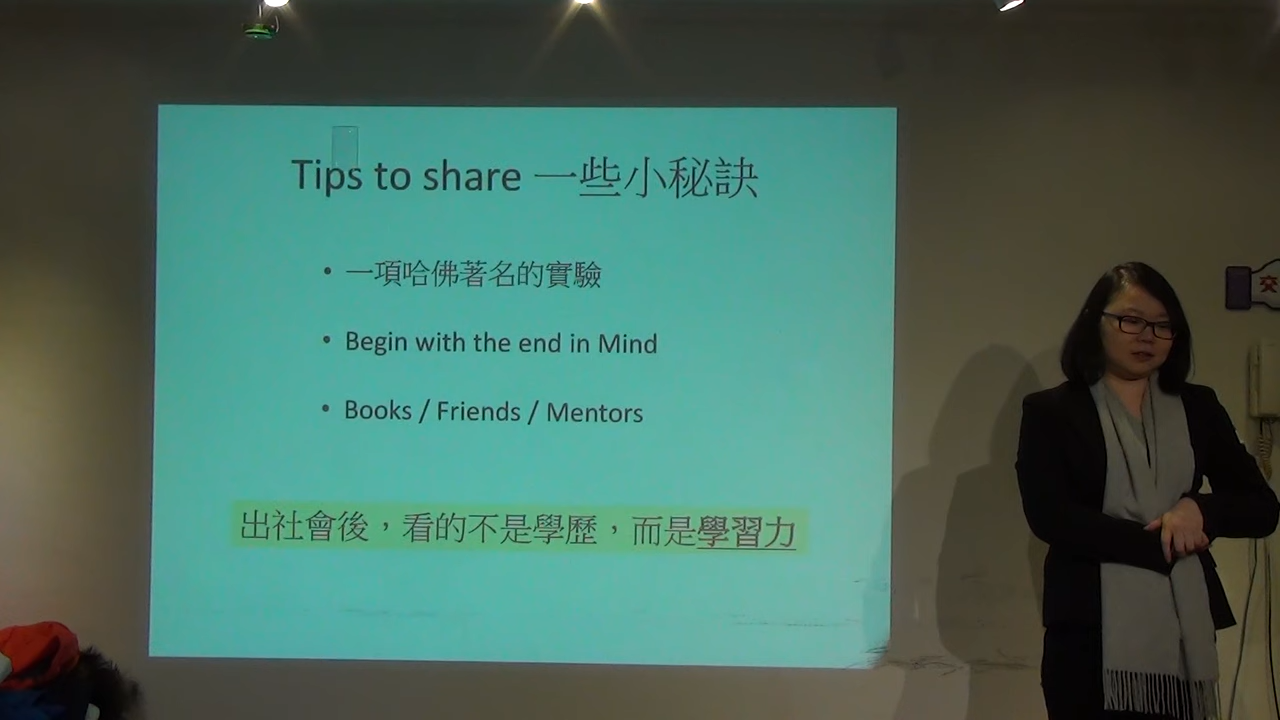 Tips to share 一些小秘訣
• 一項哈佛著名的實驗
• Begin with the end in Mind
• Books / Friends / Mentors
出社會後，看的不是學歷，而是學習力
交